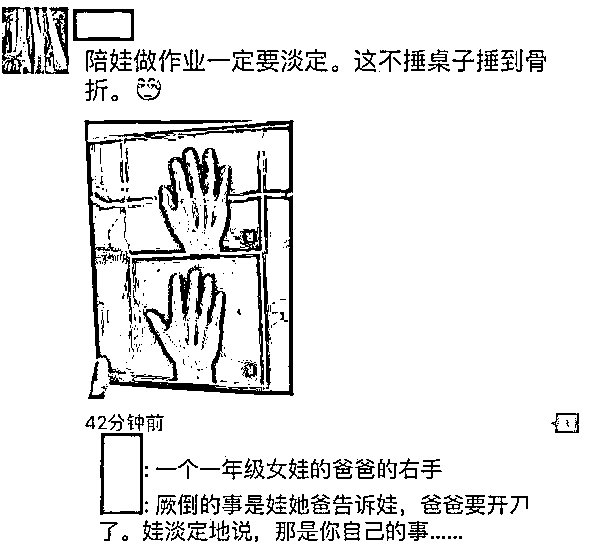 陪娃做作业一定要淡定。这不捶桌子捶到骨
折。
42分钟前
: 一个一年级女娃的爸爸的右手
: 厥倒的事是娃她爸告诉娃，爸爸要开刀
了。娃淡定地说，那是你自己的事......